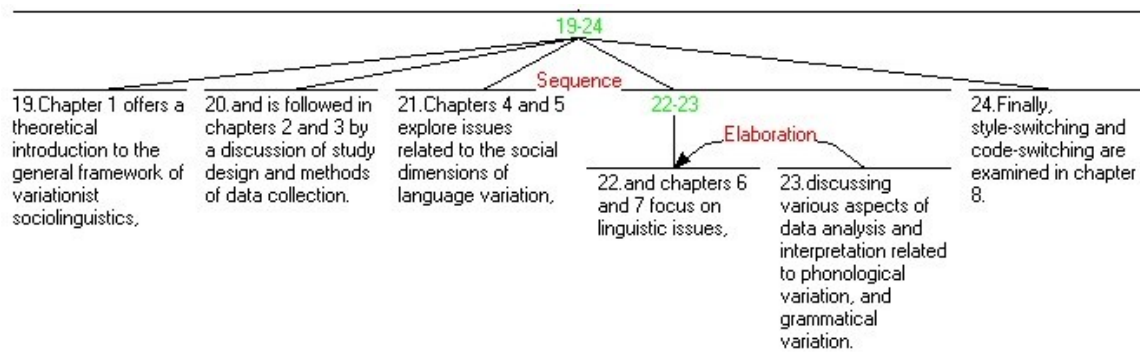 19-24
Sequence
19.Chapter 1 offers a
theoretical
introduction to the
general framework of
variationist
sociolinguistics,
20.and is followed in
chapters 2 and 3 by
a discussion of study
design and methods
of data collection.
21.Chapters 4 and 5
explore issues
related to the social
dimensions of
language variation,
22-23
Elaboration
22.and chapters 6
and 7 focus on
linguistic issues,
23.discussing
various aspects of
data analysis and
interpretation related
to phonological
variation, and
grammatical
variation.
24.Finally,
style-switching and
code-switching are
examined in chapter
8.